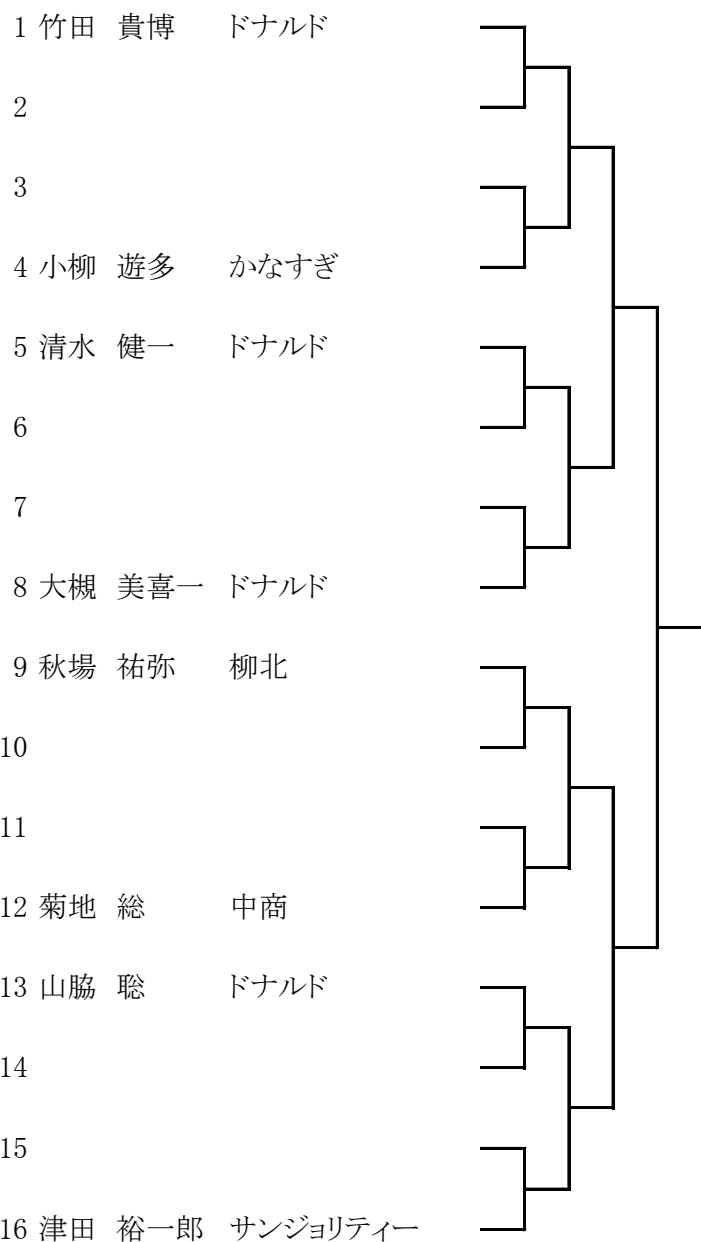 1 竹田 貴博 ドナルド
2
3
4 小柳 遊多 かなすぎ
5 清水 健一 ドナルド
6
7
8 大槻 美喜一 ドナルド
9 秋場 祐弥 柳北
10
11
12 菊地 総 中商
13 山脇 聡 ドナルド
14
15
16 津田 裕一郎 サンジョリティー